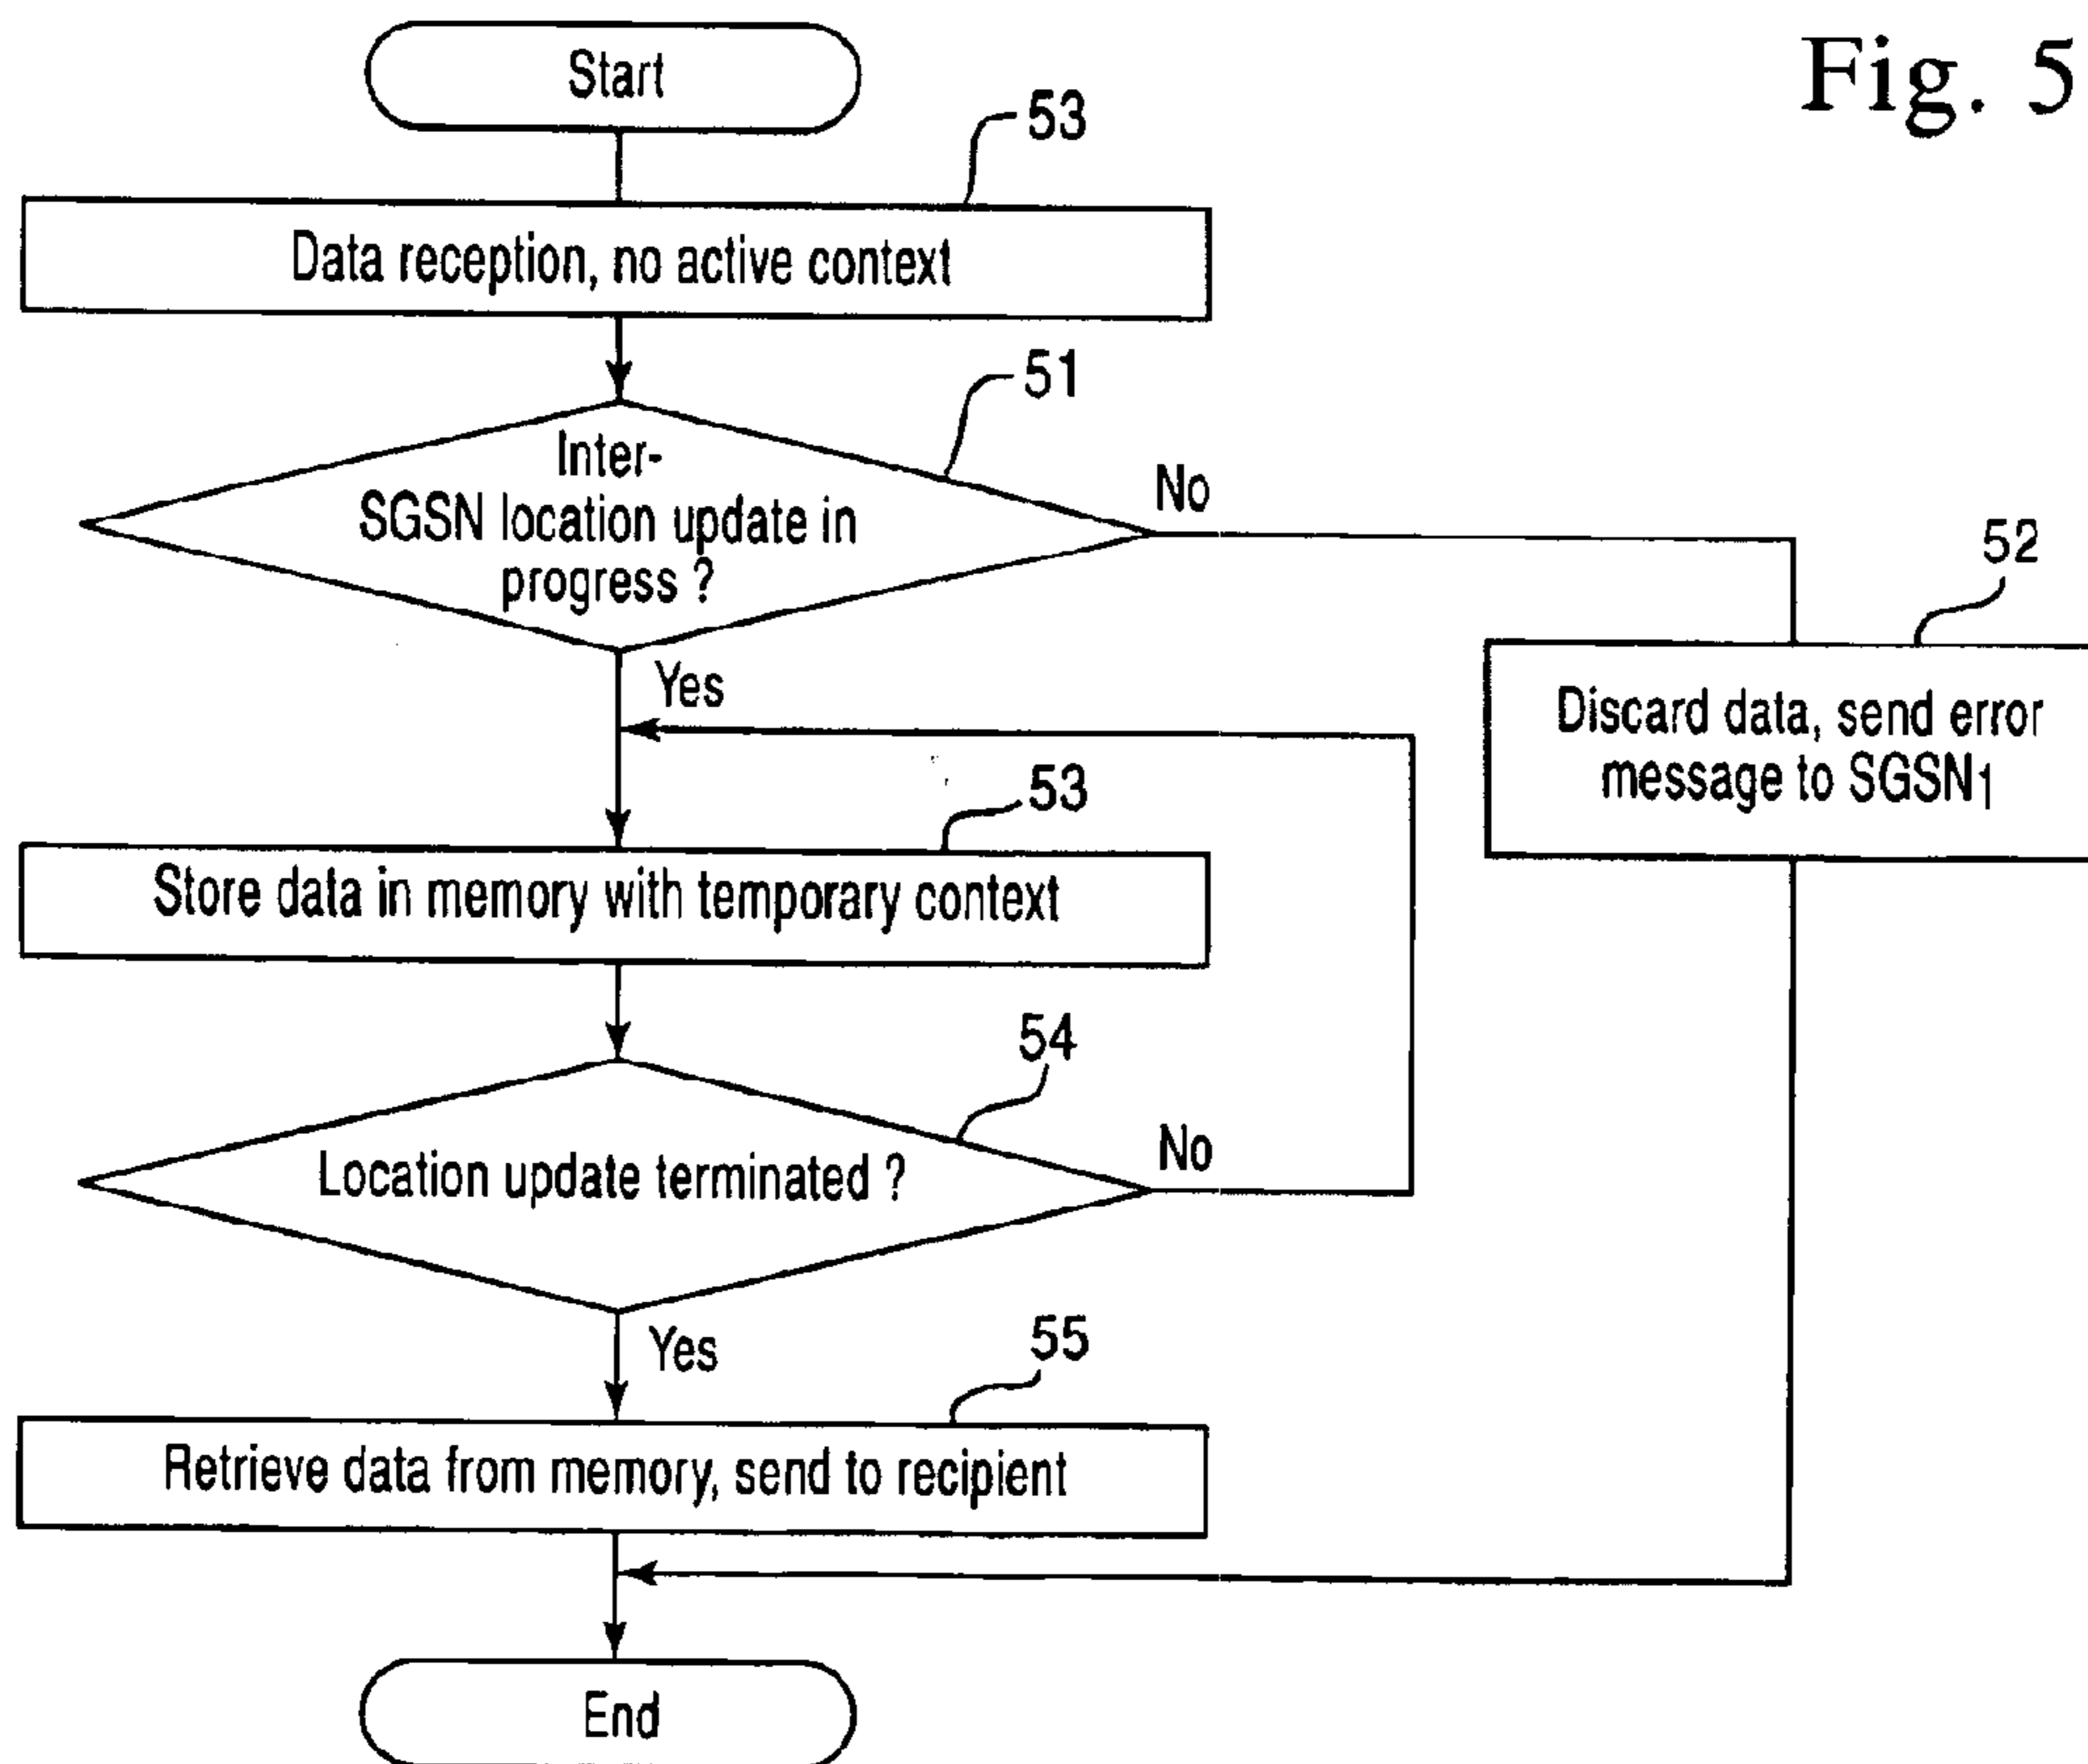 Fig. 5
Start
53
Data reception, no active context
51
Inter-
SGSN location update in
progress ?
No
52
Yes
Discard data, send error
message to SGSN1
53
Store data in memory with temporary context
54
Location update terminated ?
No
Yes
55
Retrieve data from memory, send to recipient
End